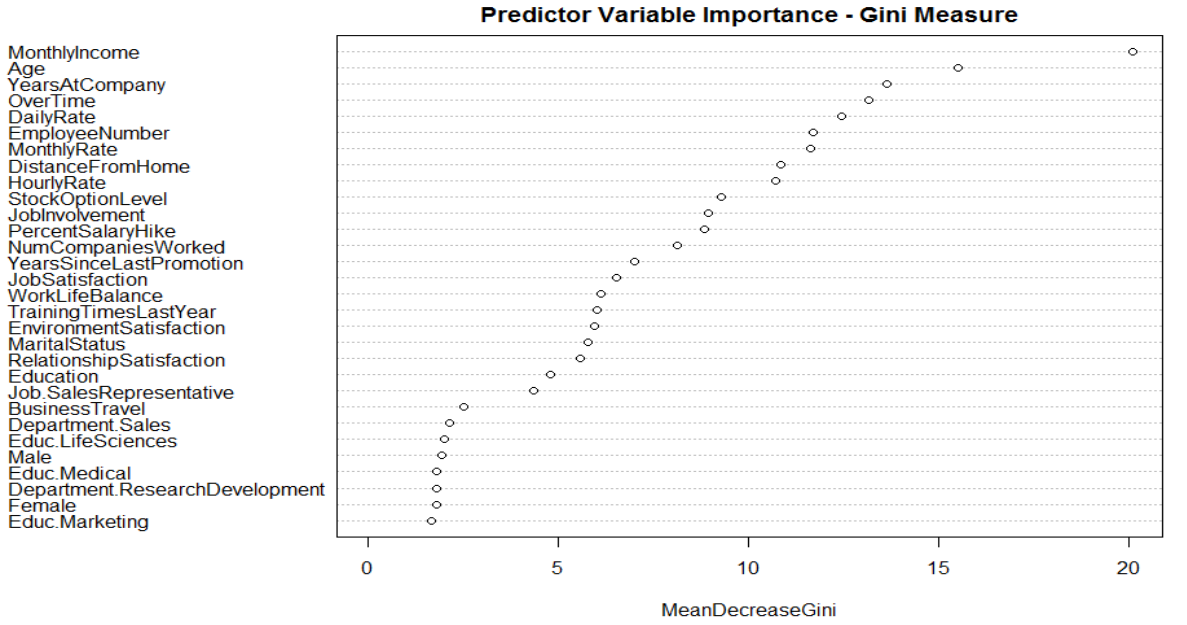 Predictor Variable Importance - Gini Measure
MonthlyIncome
Age
YearsAtCompany
OverTime
DailyRate
EmployeeNumber
MonthlyRate
DistanceFromHome
HourlyRate
StockOptionLevel
JobInvolvement
PercentSalaryHike
NumCompaniesWorked
YearsSinceLastPromotion
JobSatisfaction
WorkLifeBalance
TrainingTimesLastYear
EnvironmentSatisfaction
MaritalStatus
RelationshipSatisfaction
Education
Job.SalesRepresentative
BusinessTravel
Department.Sales
Educ.LifeSciences
Male
Educ.Medical
Department.ResearchDevelopment
Female
Educ.Marketing
0 5 10 15 20
MeanDecreaseGini